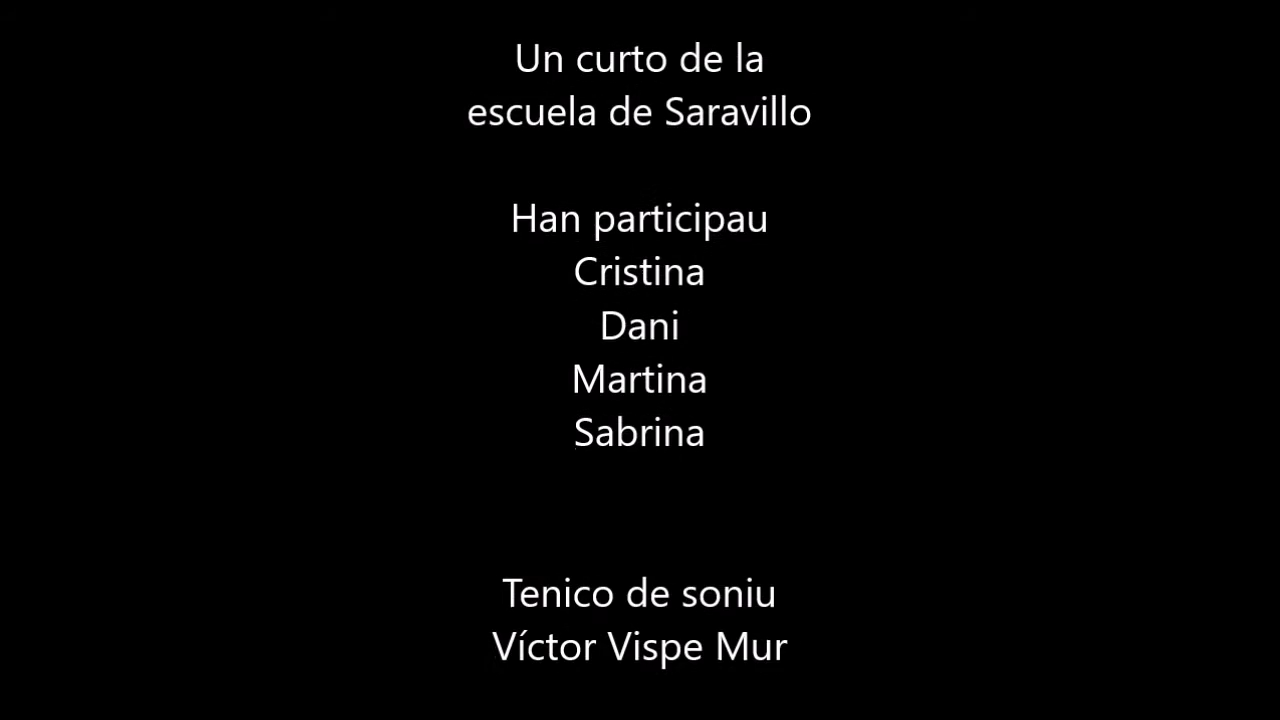 Un curto de la
escuela de Saravillo
Han participau
Cristina
Dani
Martina
Sabrina
Tenico de soniu
Víctor Vispe Mur